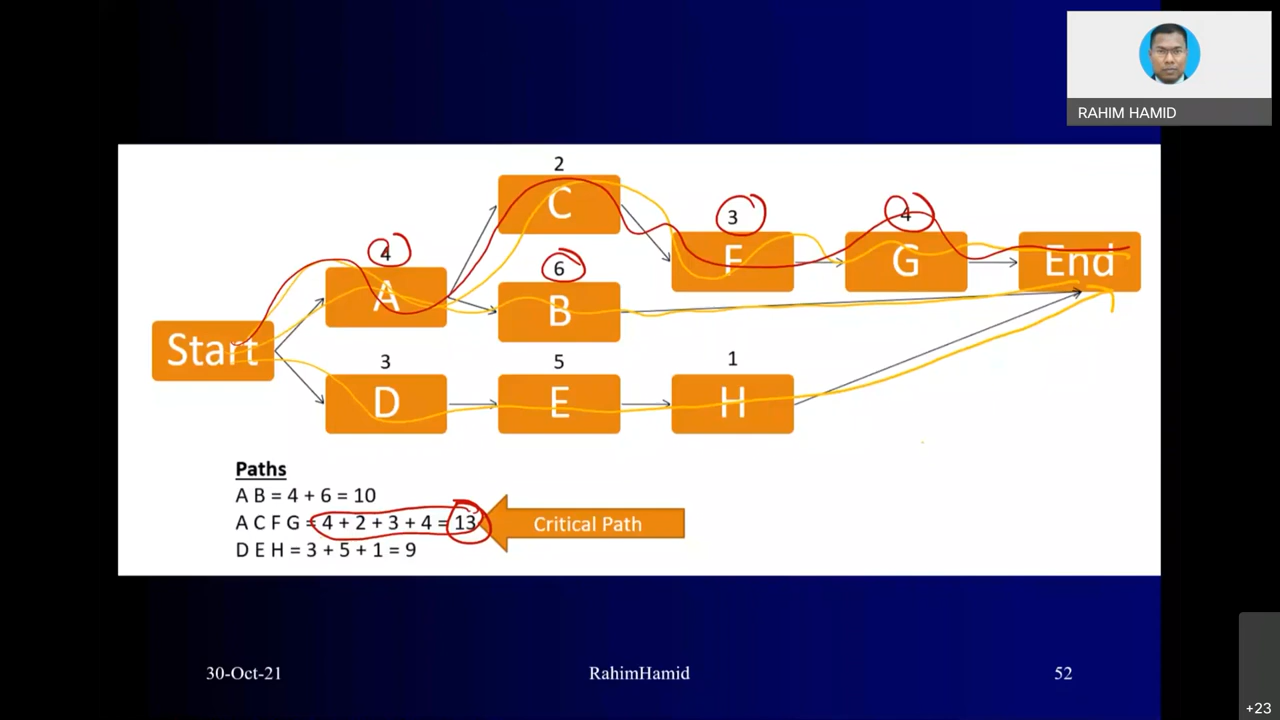 RAHIM HAMID
2
C
3
F
4
G
End
4
A
6
B
Start
3
D
5
E
1
H
Paths
A B = 4 + 6 = 10
A C F G = 4 + 2 + 3 + 4 = 13
Critical Path
D E H = 3 + 5 + 1 = 9
30-Oct-21
RahimHamid
52
+23